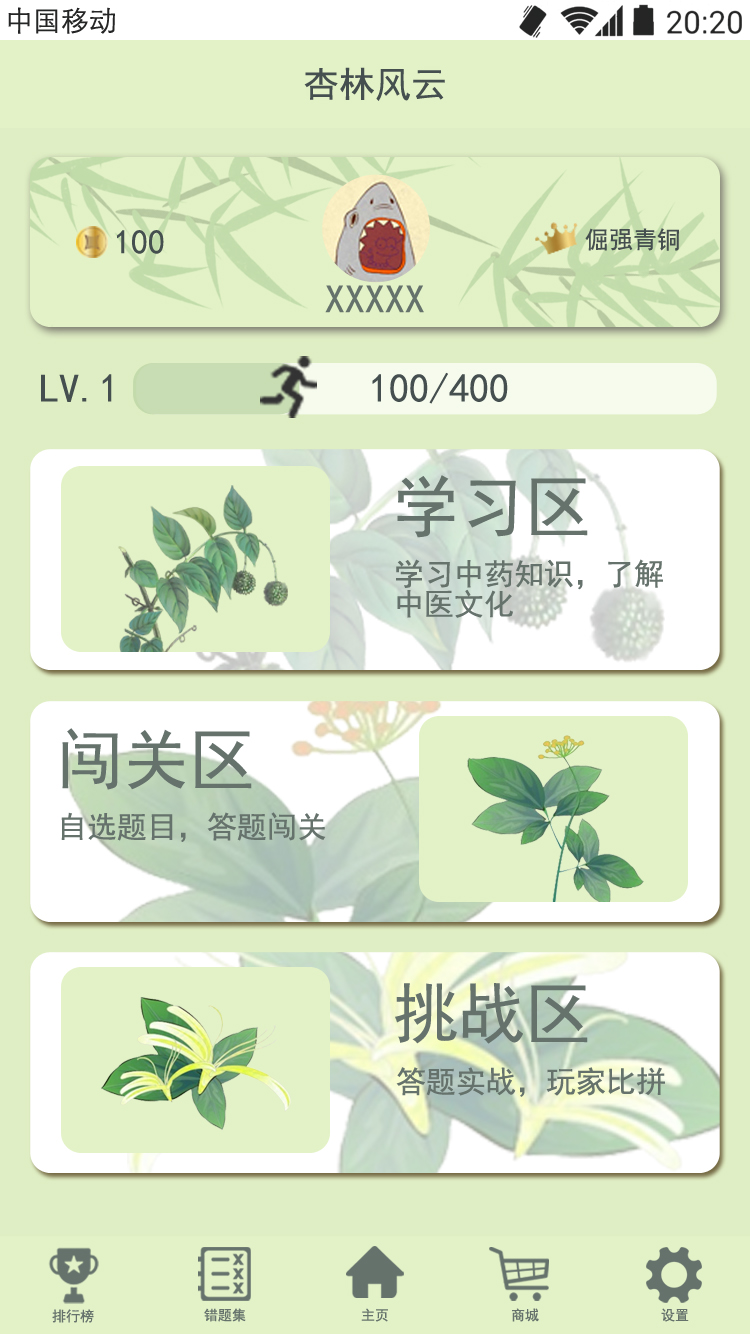 中国移动 20:20
杏林风云
100
倔强青铜
XXXXX
LV.1 100/400
学习区
学习中药知识，了解
中医文化
闯关区
自选题目，答题闯关
挑战区
答题实战，玩家比拼
排行榜 错题集 主页 商城 设置